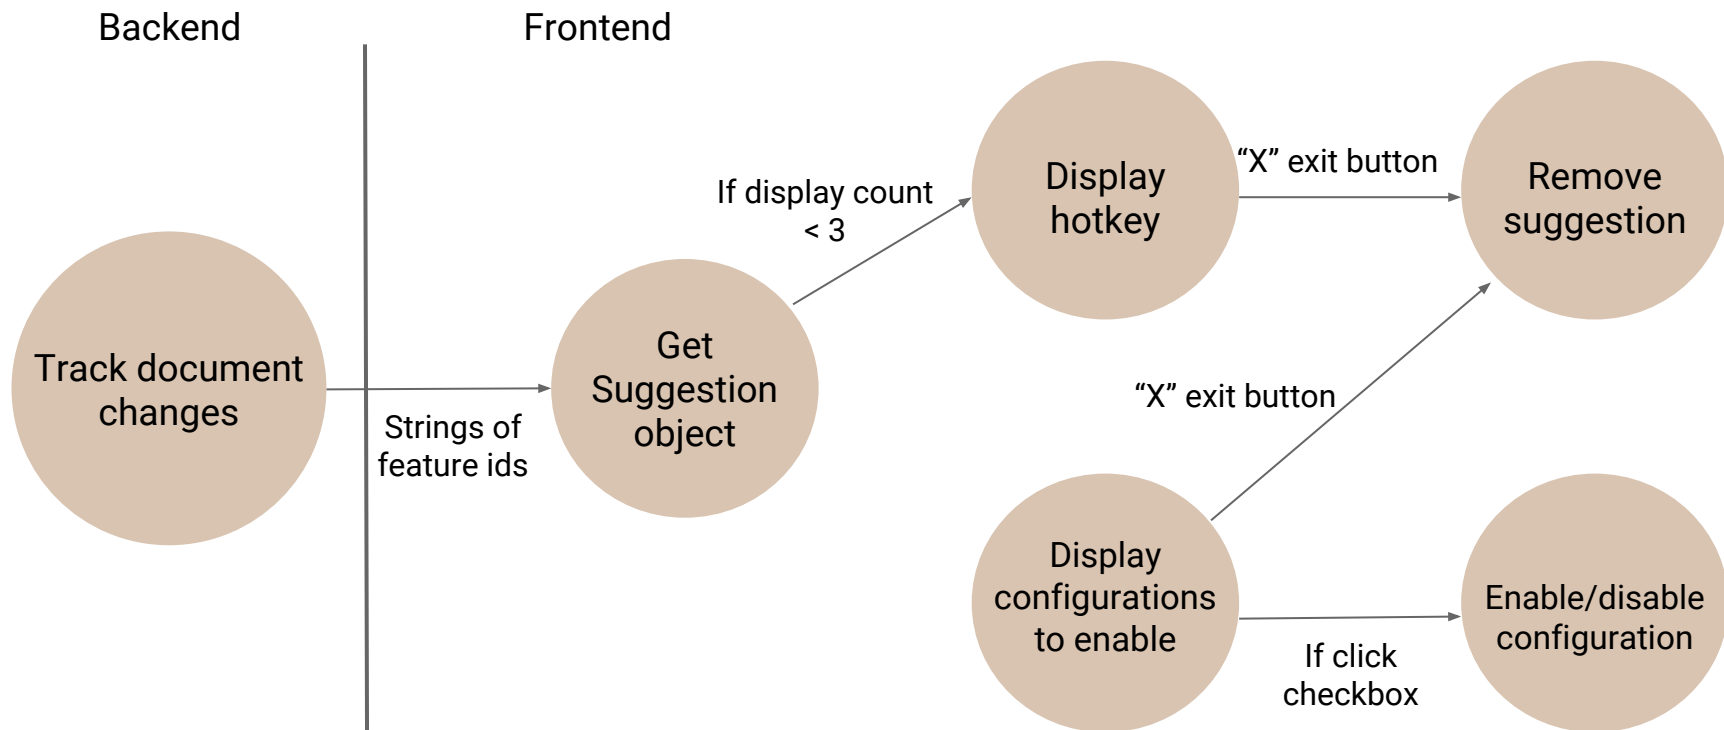 Backend
Frontend
Track document
changes
Strings of
feature ids
Get
Suggestion
object
If display count
< 3
Display
hotkey
“X” exit button
Remove
suggestion
“X” exit button
Display
configurations
to enable
If click
checkbox
Enable/disable
configuration